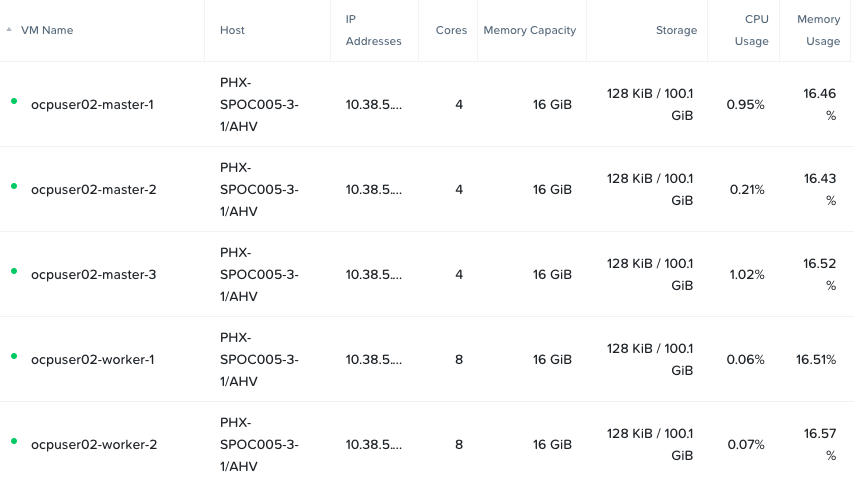 VM Name Host IP Addresses Cores Memory Capacity Storage CPU Usage Memory Usage
ocpuser02-master-1 PHX-SPOC005-3-1/AHV 10.38.5.... 4 16 GiB 128 KiB / 100.1 GiB 0.95% 16.46 %
ocpuser02-master-2 PHX-SPOC005-3-1/AHV 10.38.5.... 4 16 GiB 128 KiB / 100.1 GiB 0.21% 16.43 %
ocpuser02-master-3 PHX-SPOC005-3-1/AHV 10.38.5.... 4 16 GiB 128 KiB / 100.1 GiB 1.02% 16.52 %
ocpuser02-worker-1 PHX-SPOC005-3-1/AHV 10.38.5.... 8 16 GiB 128 KiB / 100.1 GiB 0.06% 16.51%
ocpuser02-worker-2 PHX-SPOC005-3-1/AHV 10.38.5.... 8 16 GiB 128 KiB / 100.1 GiB 0.07% 16.57 %